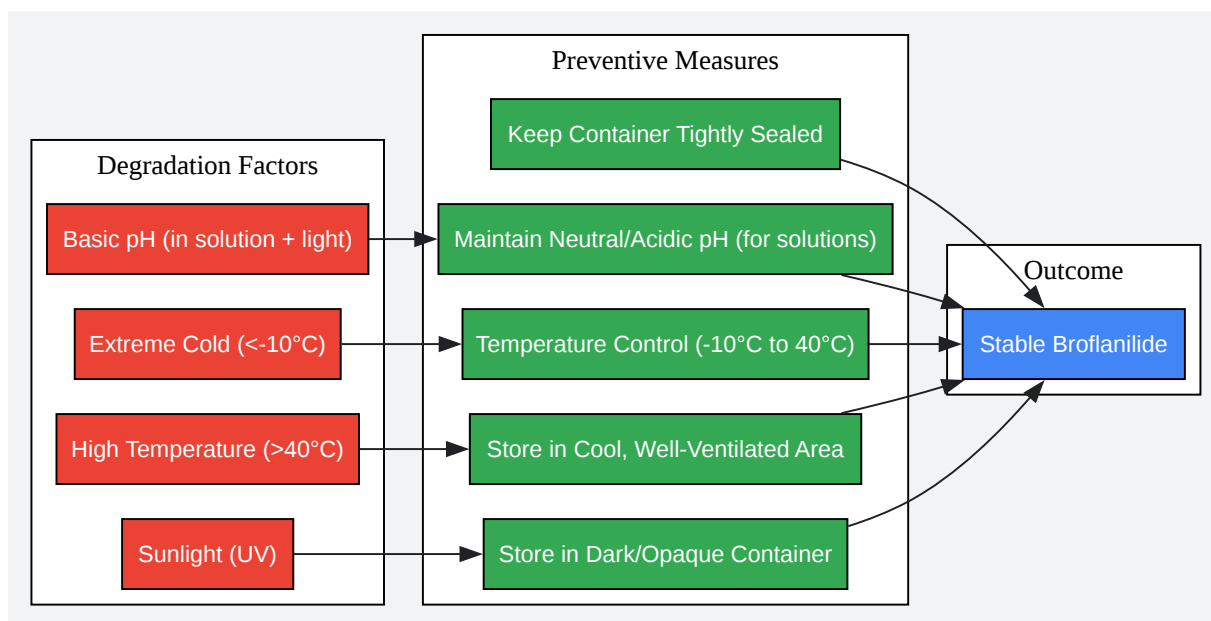 Degradation Factors
Basic pH (in solution + light)
Extreme Cold (<-10°C)
High Temperature (>40°C)
Sunlight (UV)
Preventive Measures
Keep Container Tightly Sealed
Maintain Neutral/Acidic pH (for solutions)
Temperature Control (-10°C to 40°C)
Store in Cool, Well-Ventilated Area
Store in Dark/Opaque Container
Outcome
Stable Broflanilide